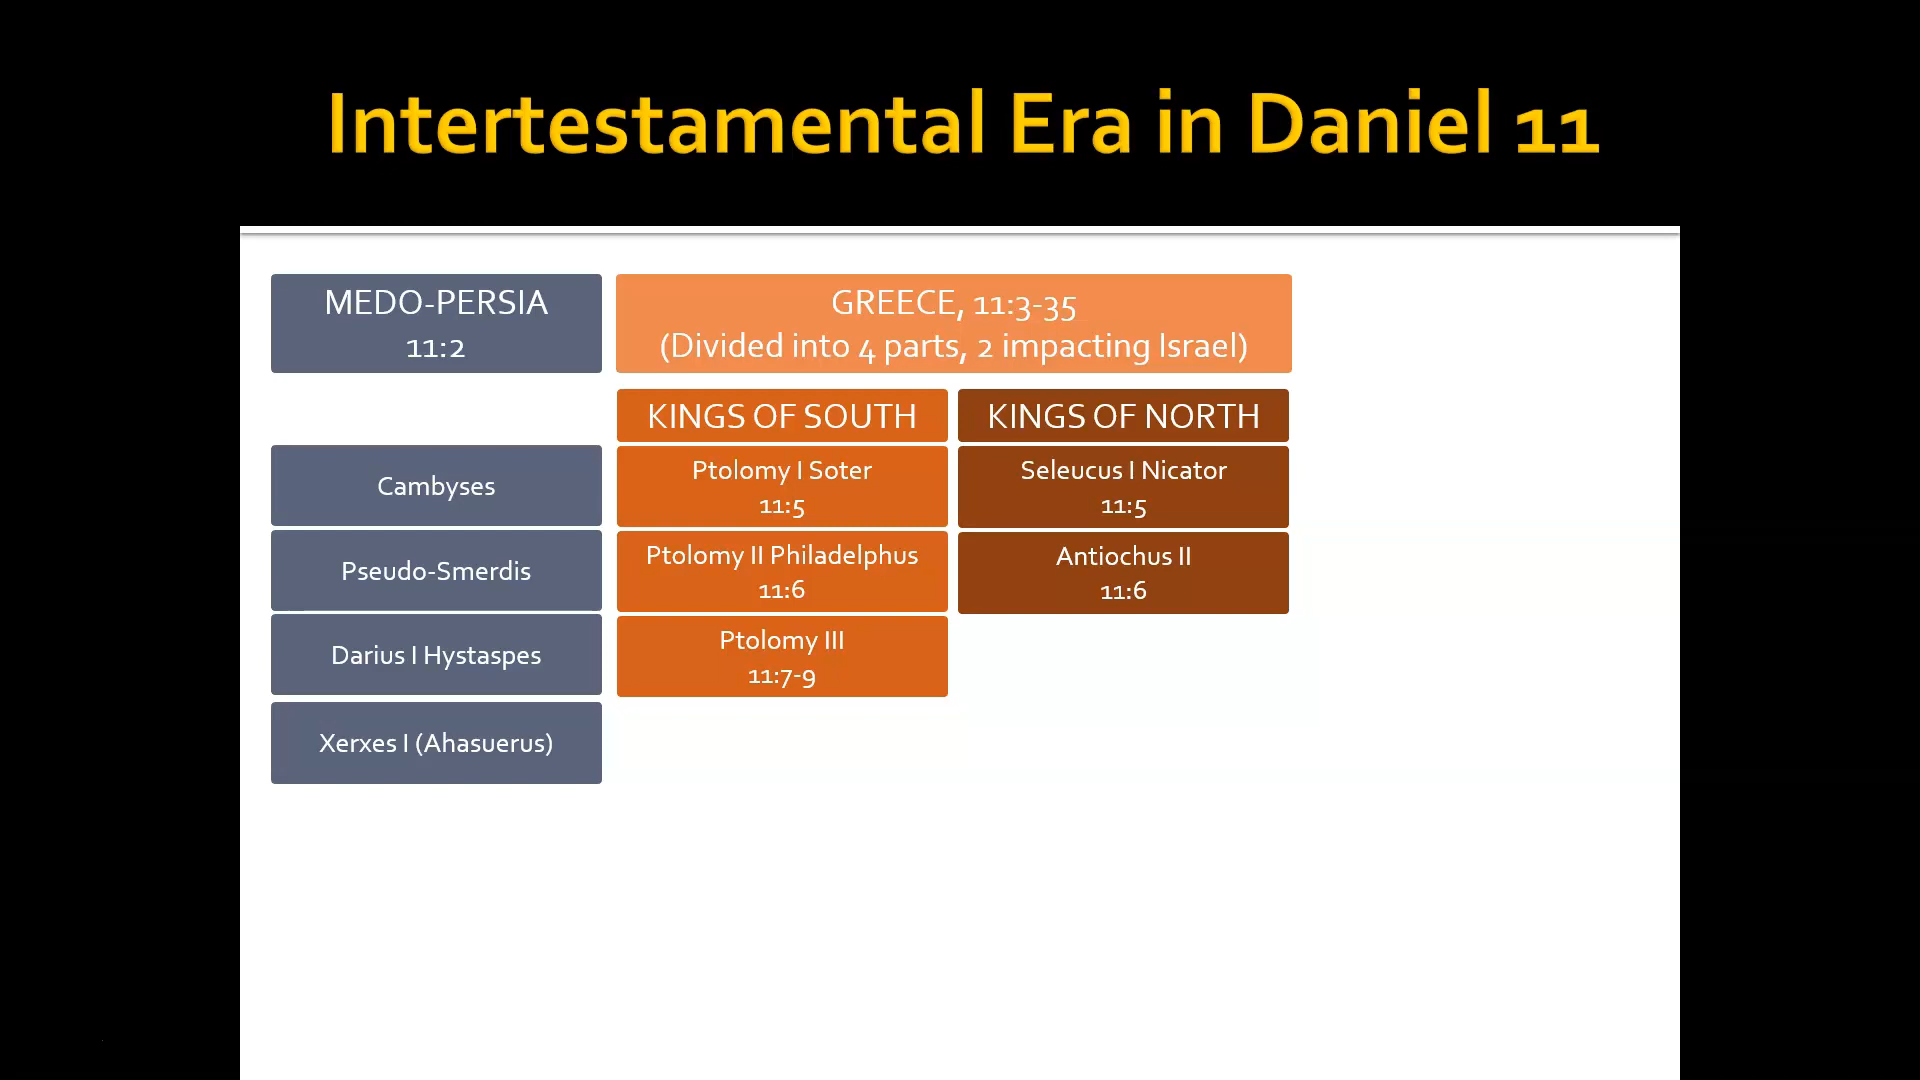 Intertestamental Era in Daniel 11
MEDO-PERSIA
11:2
GREECE, 11:3-35
(Divided into 4 parts, 2 impacting Israel)
KINGS OF SOUTH
KINGS OF NORTH
Cambyses
Ptolomy I Soter
11:5
Seleucus I Nicator
11:5
Pseudo-Smerdis
Ptolomy II Philadelphus
11:6
Antiochus II
11:6
Darius I Hystaspes
Ptolomy III
11:7-9
Xerxes I (Ahasuerus)